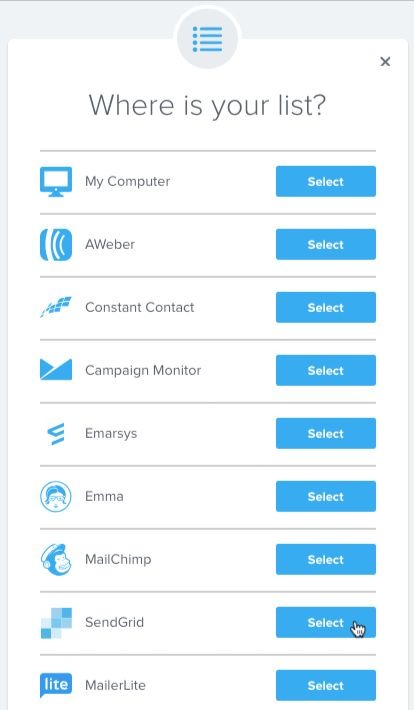 Where is your list?
My Computer Select
AWeber Select
Constant Contact Select
Campaign Monitor Select
Emarsys Select
Emma Select
MailChimp Select
SendGrid Select
lite MailerLite Select